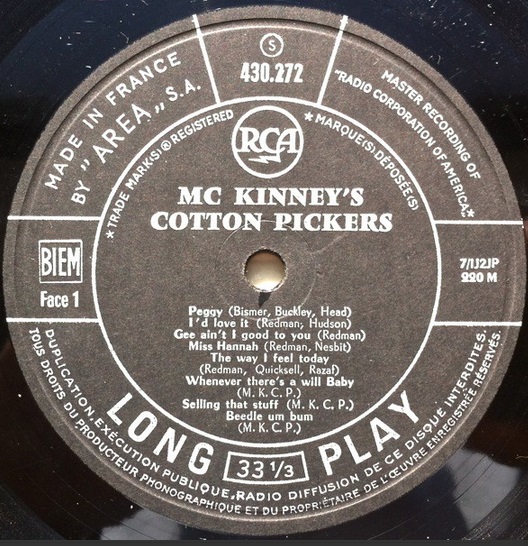 MADE IN FRANCE
BY "AREA" S.A.
S
430.272
MASTER RECORDING OF
"RADIO CORPORATION OF AMERICA"
*TRADE MARK(S) ® REGISTERED
*MARQUE(S) DÉPOSÉE(S)
RCA
MC KINNEY'S
COTTON PICKERS
BIEM
Face 1
7/1J2JP
990 M
Peggy (Bismer, Buckley, Head)
I'd love it (Redman, Hudson)
Gee ain't I good to you (Redman)
Miss Hannah (Redman, Nesbit)
The way I feel today
(Redman, Quicksell, Razaf)
Whenever there's a will Baby
(M. K. C. P.)
Selling that stuff (M. K. C. P.)
Beedle um bum
(M. K. C. P.)
LONG PLAY
33 1/3
DUPLICATION, EXÉCUTION PUBLIQUE, RADIO DIFFUSION DE CE DISQUE INTERDITES.
TOUS DROITS DU PRODUCTEUR PHONOGRAPHIQUE ET DU PROPRIÉTAIRE DE L'ŒUVRE ENREGISTRÉE RÉSERVÉS.